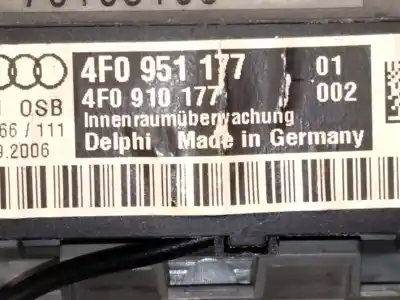 4F0 951 177 01
4F0 910 177 002
OSB
Innenraumüberwachung
66 / 111
Delphi Made in Germany
9.2006